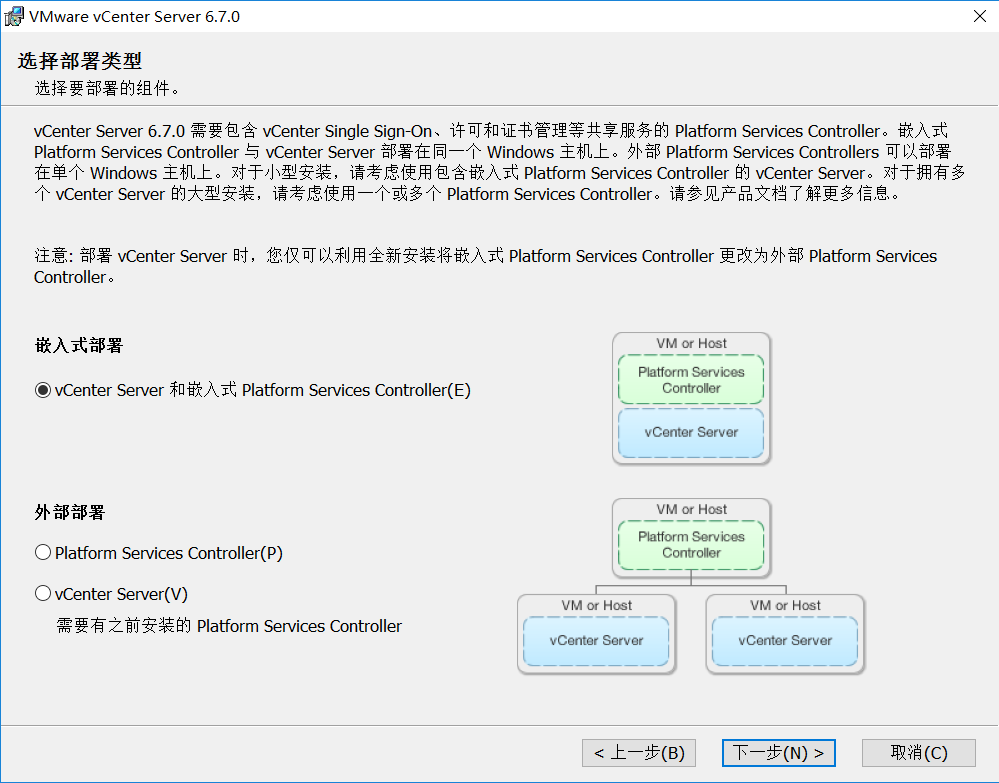 VMware vCenter Server 6.7.0
选择部署类型
选择要部署的组件。
vCenter Server 6.7.0 需要包含 vCenter Single Sign-On、许可和证书管理等共享服务的 Platform Services Controller。嵌入式
Platform Services Controller 与 vCenter Server 部署在同一个 Windows 主机上。外部 Platform Services Controllers 可以部署
在单个 Windows 主机上。对于小型安装，请考虑使用包含嵌入式 Platform Services Controller 的 vCenter Server。对于拥有多
个 vCenter Server 的大型安装，请考虑使用一个或多个 Platform Services Controller。请参见产品文档了解更多信息。
注意: 部署 vCenter Server 时，您仅可以利用全新安装将嵌入式 Platform Services Controller 更改为外部 Platform Services
Controller。
嵌入式部署
vCenter Server 和嵌入式 Platform Services Controller(E)
VM or Host
Platform Services
Controller
vCenter Server
外部部署
Platform Services Controller(P)
vCenter Server(V)
需要有之前安装的 Platform Services Controller
VM or Host
Platform Services
Controller
VM or Host
vCenter Server
VM or Host
vCenter Server
< 上一步(B)
下一步(N) >
取消(C)